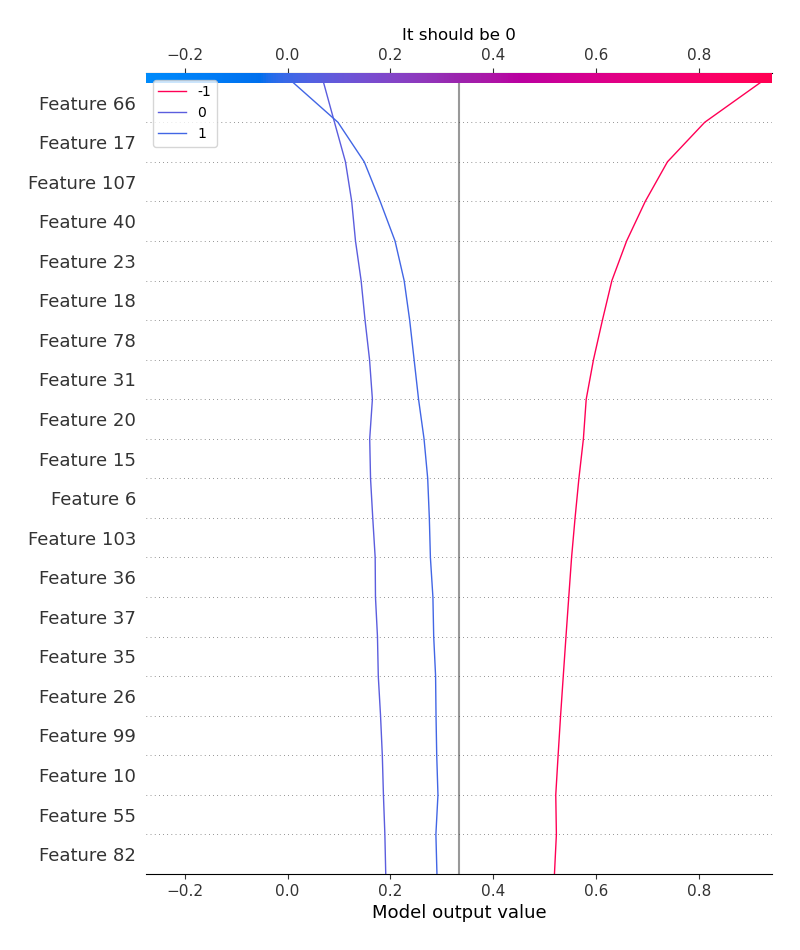 It should be 0
−0.2 0.0 0.2 0.4 0.6 0.8
-1
0
1
Feature 66
Feature 17
Feature 107
Feature 40
Feature 23
Feature 18
Feature 78
Feature 31
Feature 20
Feature 15
Feature 6
Feature 103
Feature 36
Feature 37
Feature 35
Feature 26
Feature 99
Feature 10
Feature 55
Feature 82
−0.2 0.0 0.2 0.4 0.6 0.8
Model output value